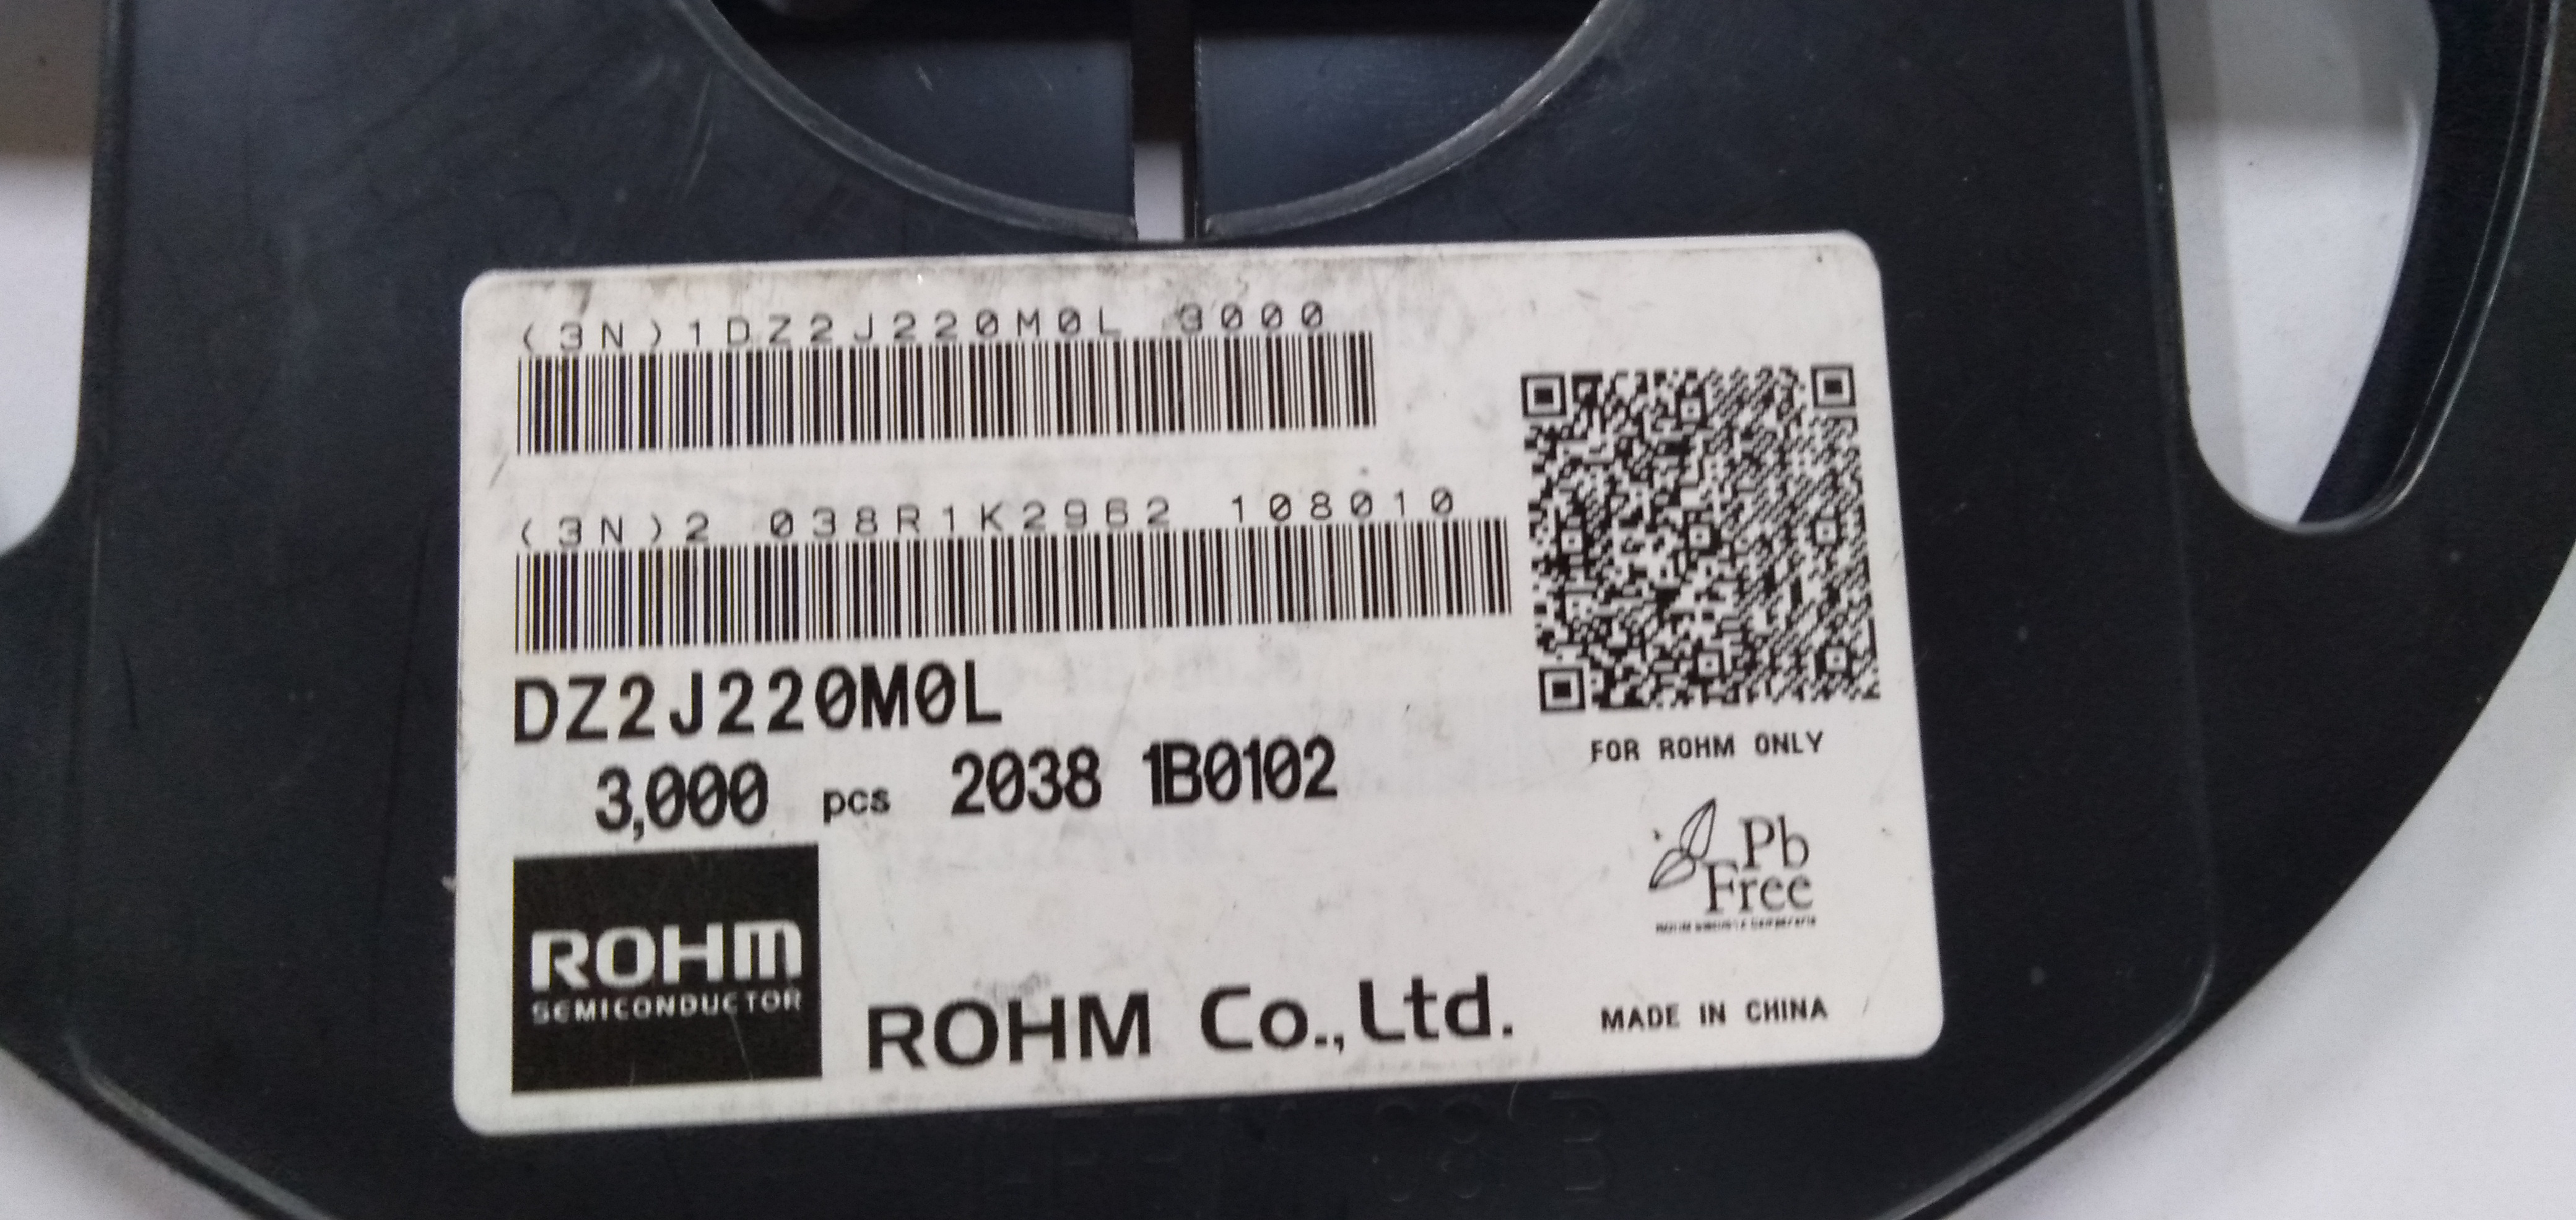 (3N)1DZ2J220M0L 3000
(3N)2 038R1K2962 108010
DZ2J220M0L
3,000 pcs 2038 1B0102
FOR ROHM ONLY
Pb
Free
ROHM
SEMICONDUCTOR
ROHM Co.,Ltd.
MADE IN CHINA